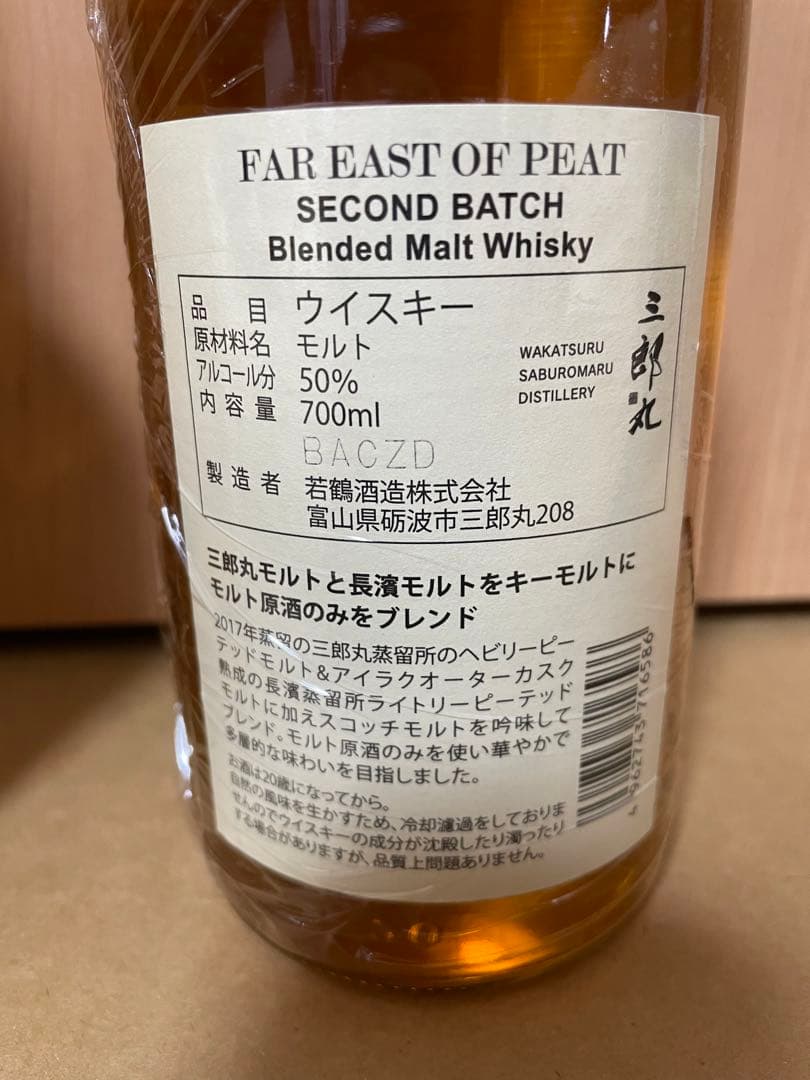 FAR EAST OF PEAT
SECOND BATCH
Blended Malt Whisky
品目 ウイスキー
原材料名 モルト
アルコール分 50%
内容量 700ml
BACZD
製造者 若鶴酒造株式会社
富山県砺波市三郎丸208
WAKATSURU
SABUROMARU
DISTILLERY
三郎丸
三郎丸モルトと長濱モルトをキーモルトに
モルト原酒のみをブレンド
2017年蒸留の三郎丸蒸留所のヘビリーピー
テッドモルト＆アイラクオーターカスク
熟成の長濱蒸留所ライトリーピーテッド
モルトに加えスコッチモルトを吟味して
ブレンド。モルト原酒のみを使い華やかで
多層的な味わいを目指しました。
お酒は20歳になってから。
自然の風味を生かすため、冷却濾過をしておりま
せんのでウイスキーの成分が沈殿したり濁ったり
する場合がありますが、品質上問題ありません。
4962743716586